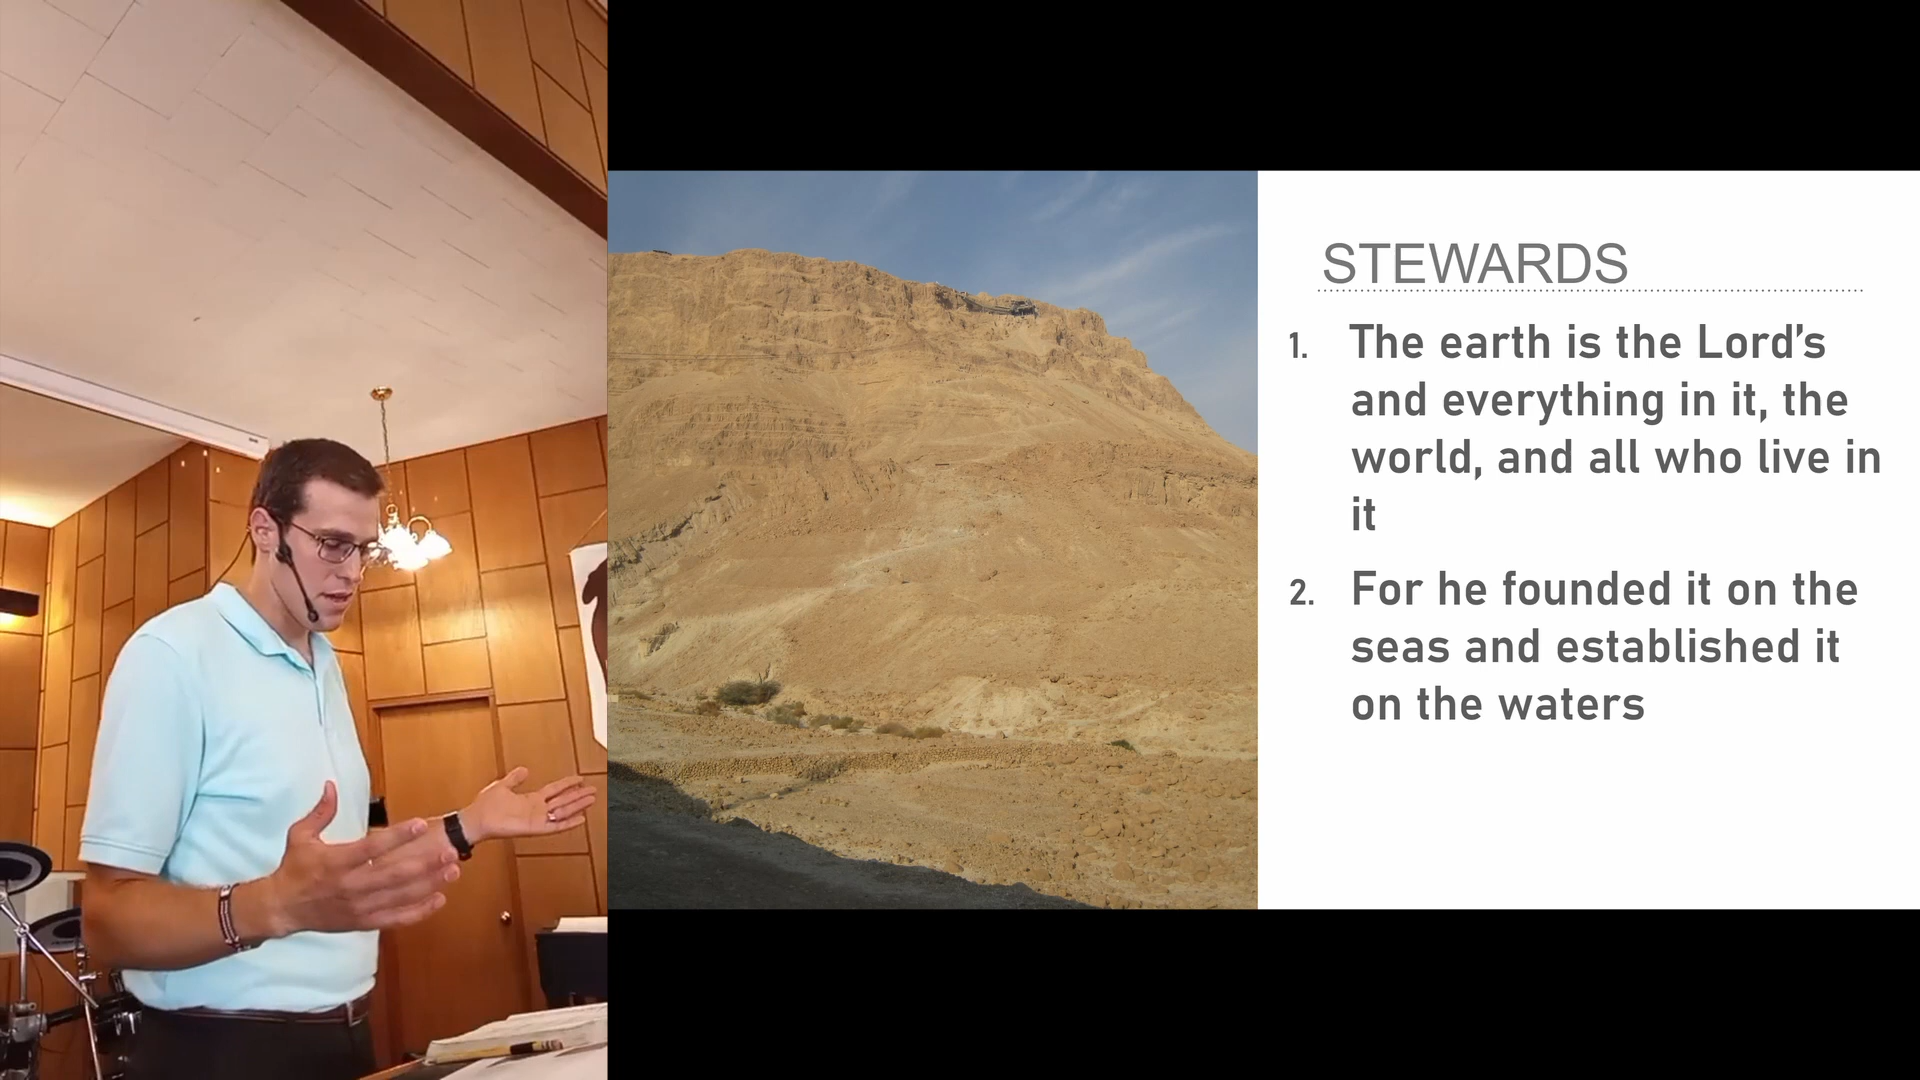 STEWARDS
1. The earth is the Lord’s
and everything in it, the
world, and all who live in
it
2. For he founded it on the
seas and established it
on the waters